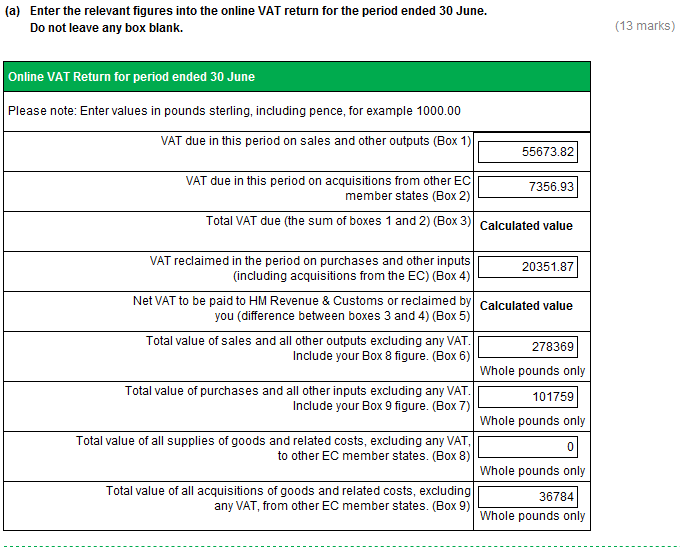 (a) Enter the relevant figures into the online VAT return for the period ended 30 June.
Do not leave any box blank.
(13 marks)
Online VAT Return for period ended 30 June
Please note: Enter values in pounds sterling, including pence, for example 1000.00
VAT due in this period on sales and other outputs (Box 1)
55673.82
VAT due in this period on acquisitions from other EC
member states (Box 2)
7356.93
Total VAT due (the sum of boxes 1 and 2) (Box 3)
Calculated value
VAT reclaimed in the period on purchases and other inputs
(including acquisitions from the EC) (Box 4)
20351.87
Net VAT to be paid to HM Revenue & Customs or reclaimed by
you (difference between boxes 3 and 4) (Box 5)
Calculated value
Total value of sales and all other outputs excluding any VAT.
Include your Box 8 figure. (Box 6)
278369
Whole pounds only
Total value of purchases and all other inputs excluding any VAT.
Include your Box 9 figure. (Box 7)
101759
Whole pounds only
Total value of all supplies of goods and related costs, excluding any VAT,
to other EC member states. (Box 8)
0
Whole pounds only
Total value of all acquisitions of goods and related costs, excluding
any VAT, from other EC member states. (Box 9)
36784
Whole pounds only